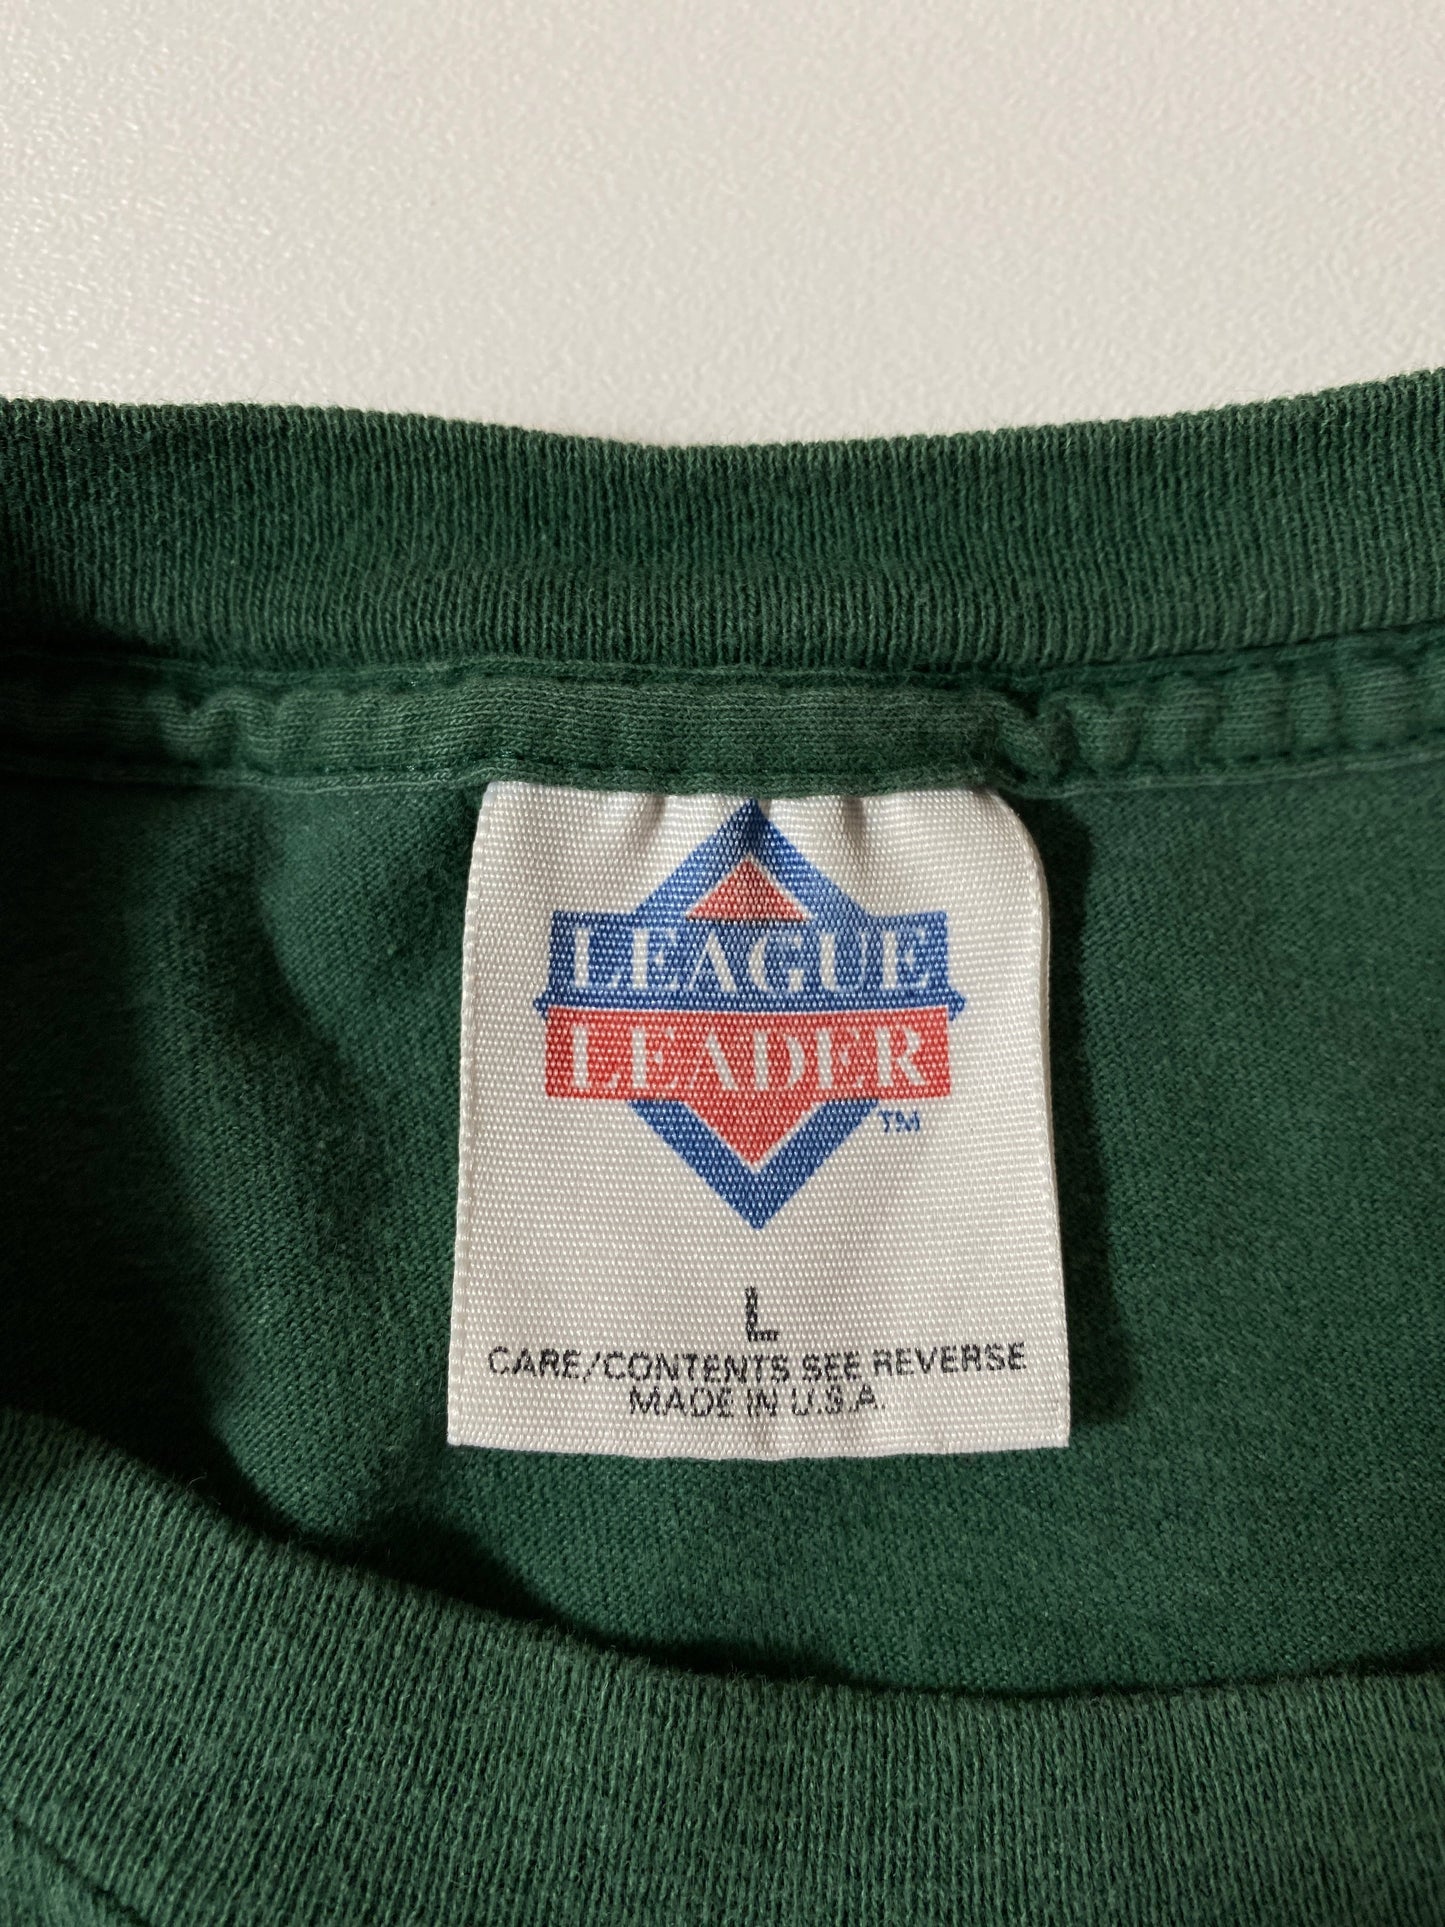 LEAGUE
LEADER
TM
L
CARE/CONTENTS SEE REVERSE
MADE IN U.S.A.